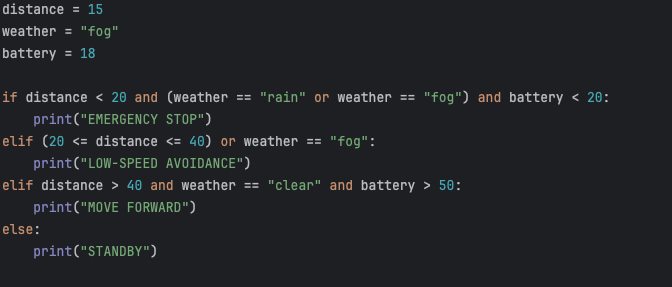 distance = 15
weather = "fog"
battery = 18

if distance < 20 and (weather == "rain" or weather == "fog") and battery < 20:
    print("EMERGENCY STOP")
elif (20 <= distance <= 40) or weather == "fog":
    print("LOW-SPEED AVOIDANCE")
elif distance > 40 and weather == "clear" and battery > 50:
    print("MOVE FORWARD")
else:
    print("STANDBY")